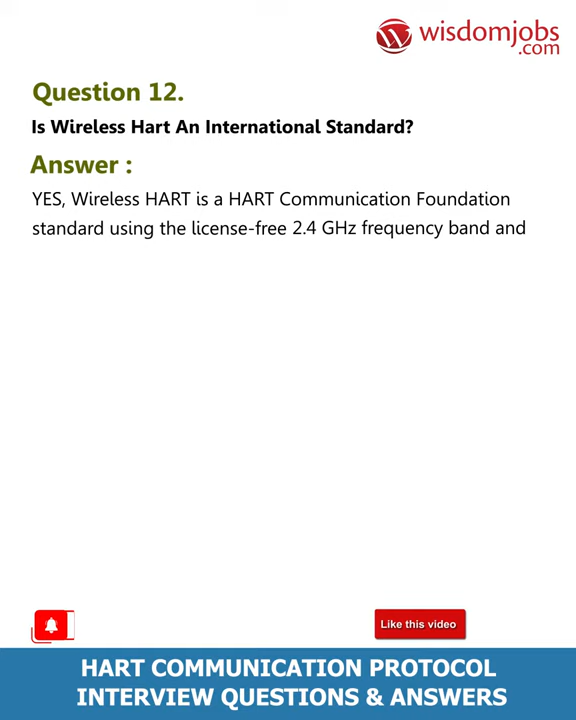 wisdomjobs
.com
Question 12.
Is Wireless Hart An International Standard?
Answer :
YES, Wireless HART is a HART Communication Foundation
standard using the license-free 2.4 GHz frequency band and
Like this video
HART COMMUNICATION PROTOCOL
INTERVIEW QUESTIONS & ANSWERS